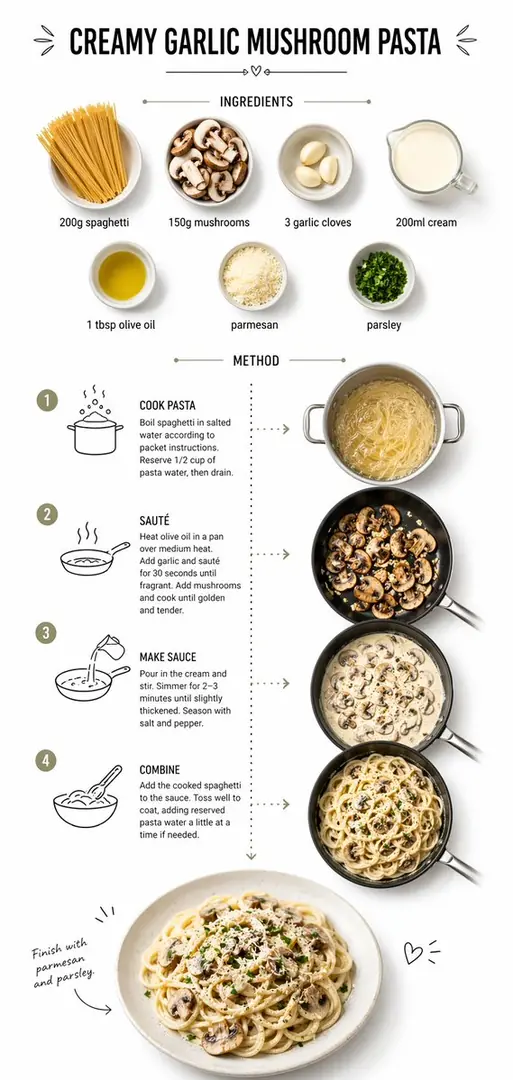 CREAMY GARLIC MUSHROOM PASTA
INGREDIENTS
200g spaghetti
150g mushrooms
3 garlic cloves
200ml cream
1 tbsp olive oil
parmesan
parsley
METHOD
1
COOK PASTA
Boil spaghetti in salted
water according to
packet instructions.
Reserve 1/2 cup of
pasta water, then drain.
2
SAUTÉ
Heat olive oil in a pan
over medium heat.
Add garlic and sauté
for 30 seconds until
fragrant. Add mushrooms
and cook until golden
and tender.
3
MAKE SAUCE
Pour in the cream and
stir. Simmer for 2–3
minutes until slightly
thickened. Season with
salt and pepper.
4
COMBINE
Add the cooked spaghetti
to the sauce. Toss well to
coat, adding reserved
pasta water a little at a
time if needed.
Finish with
parmesan
and parsley.